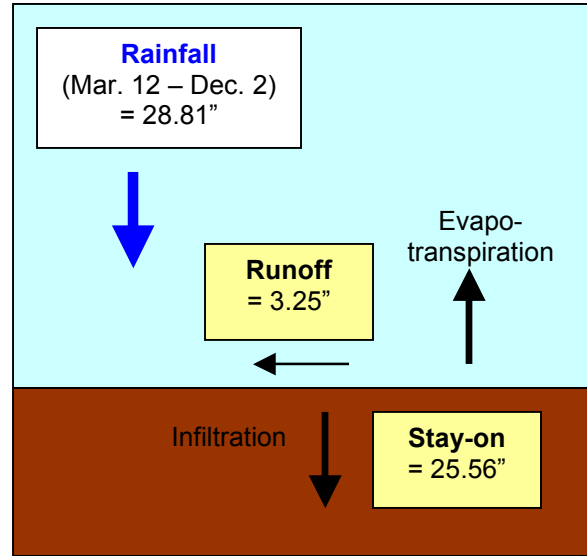 Rainfall
(Mar. 12 – Dec. 2)
= 28.81”
Evapo-
transpiration
Runoff
= 3.25”
Infiltration
Stay-on
= 25.56”